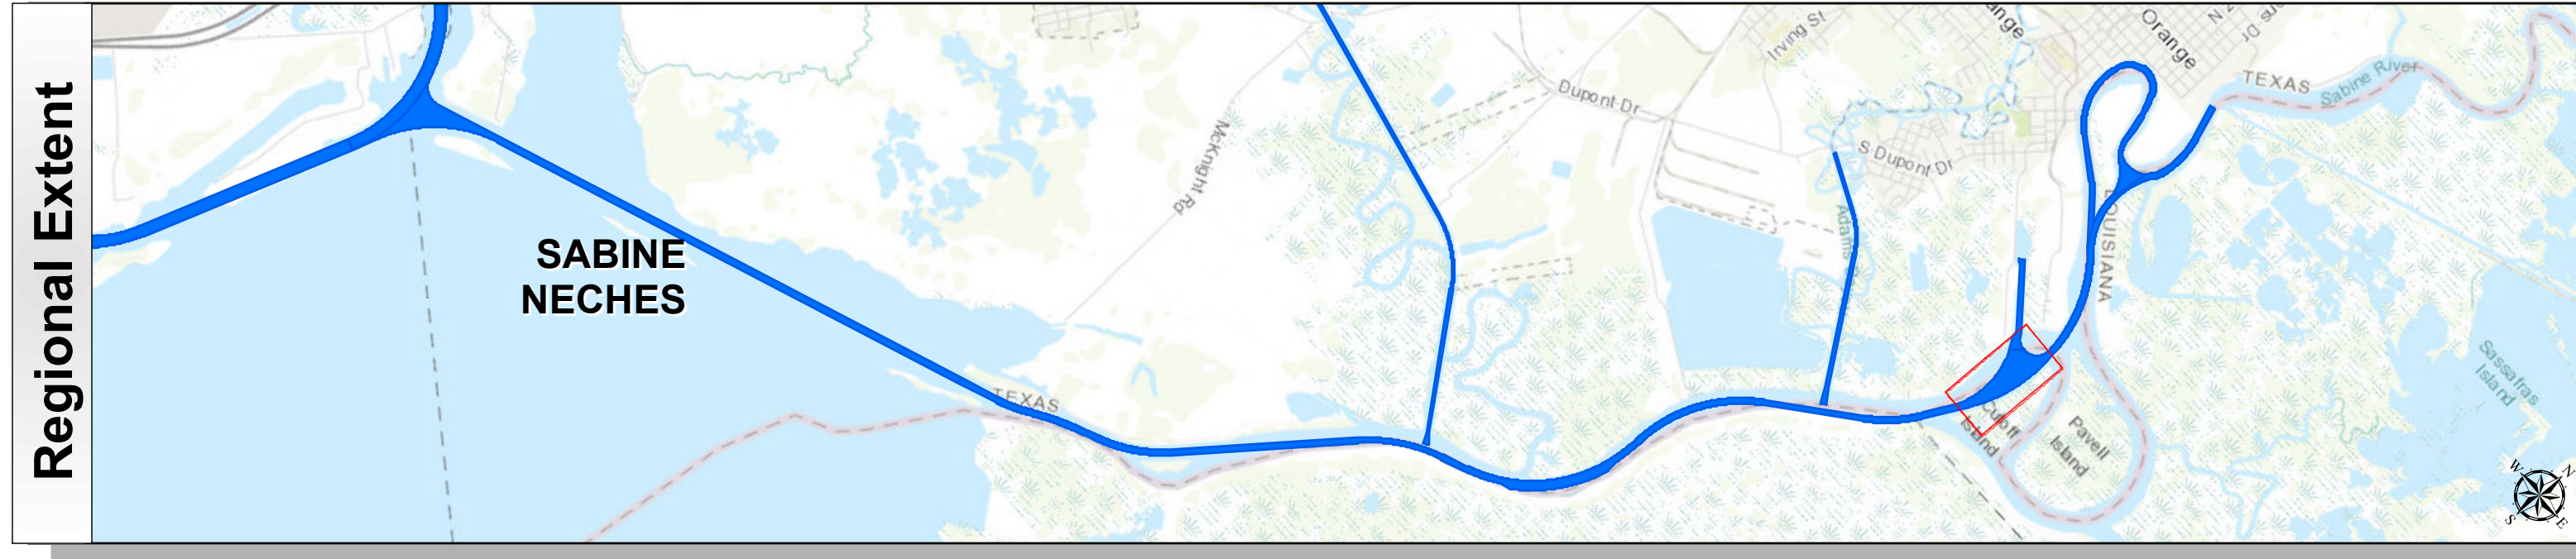 Regional Extent
SABINE
NECHES
McKnight Rd
Dupont Dr
Irving St
ange
Orange
TEXAS
Sabine River
S Dupont Dr
Adams
LOUISIANA
TEXAS
Cutoff
Island
Pavell
Island
Sassafras
Island
W
N
S
E